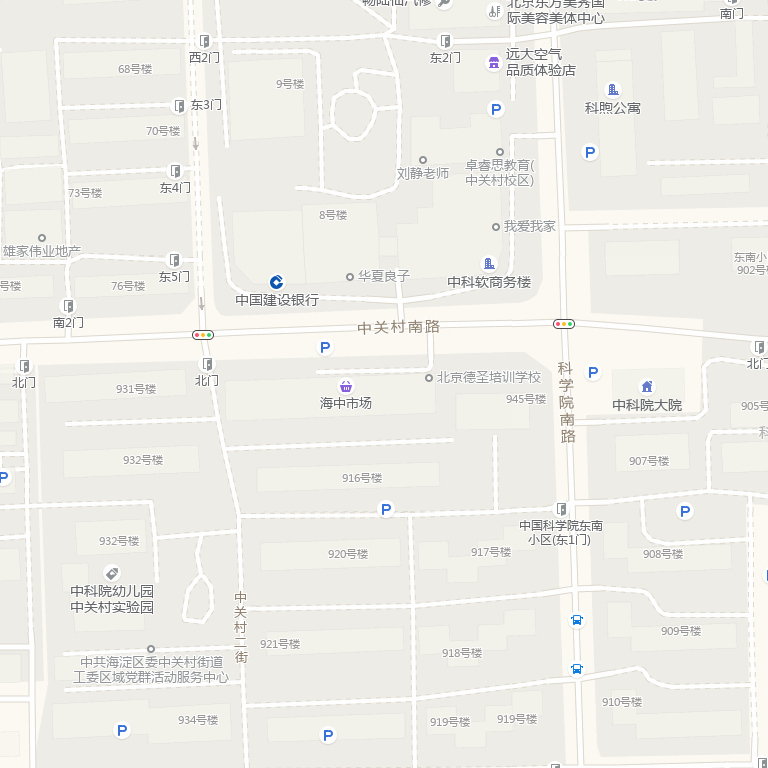 北京东方美秀国
际美容美体中心
南门
西2门
东2门
远大空气
品质体验店
68号楼
9号楼
东3门
P
科煦公寓
70号楼
P
东4门
刘静老师
卓睿思教育(
中关村校区)
73号楼
8号楼
我爱我家
雄家伟业地产
东5门
华夏良子
中科软商务楼
东南小
902号
号楼
76号楼
中国建设银行
南2门
中关村南路
P
北门
北门
北门
931号楼
海中市场
北京德圣培训学校
945号楼
科学院南路
P
中科院大院
905号
科
932号楼
907号楼
P
916号楼
P
P
中国科学院东南
小区(东1门)
932号楼
920号楼
917号楼
908号楼
中科院幼儿园
中关村实验园
中关村二街
921号楼
909号楼
918号楼
中共海淀区委中关村街道
工委区域党群活动服务中心
910号楼
934号楼
919号楼
919号楼
P
P